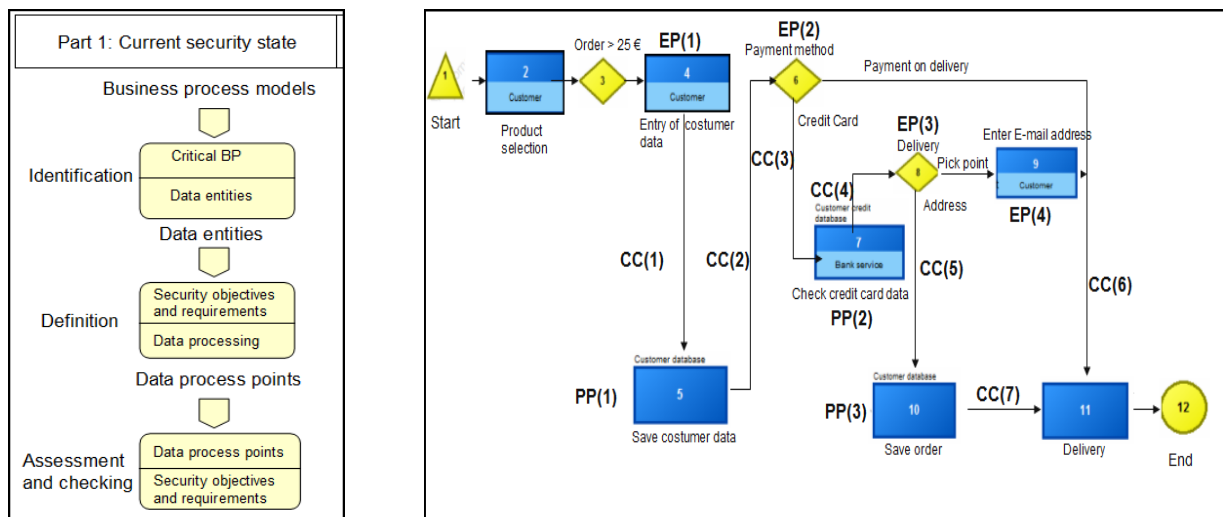 Part 1: Current security state
Business process models
Identification
Critical BP
Data entities
Data entities
Definition
Security objectives
and requirements
Data processing
Data process points
Assessment
and checking
Data process points
Security objectives
and requirements
1
Start
2
Customer
Product
selection
Order > 25 €
3
EP(1)
4
Customer
Entry of costumer
data
EP(2)
Payment method
6
Payment on delivery
Credit Card
CC(3)
EP(3)
Delivery
8
Pick point
Address
Enter E-mail address
9
Customer
EP(4)
CC(4)
Customer credit
database
7
Bank service
Check credit card data
PP(2)
CC(1)
CC(2)
CC(5)
CC(6)
Customer database
PP(1)
5
Save costumer data
Customer database
PP(3)
10
Save order
CC(7)
11
Delivery
12
End